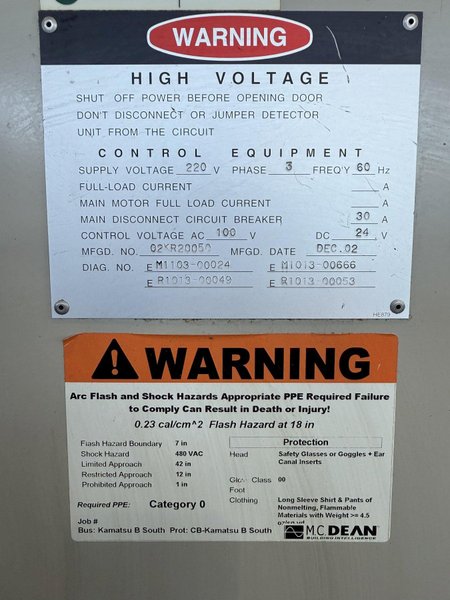 WARNING
HIGH VOLTAGE
SHUT OFF POWER BEFORE OPENING DOOR
DON'T DISCONNECT OR JUMPER DETECTOR
UNIT FROM THE CIRCUIT
CONTROL EQUIPMENT
SUPPLY VOLTAGE 220 V PHASE 3 FREQ'Y 60 Hz
FULL-LOAD CURRENT A
MAIN MOTOR FULL LOAD CURRENT A
MAIN DISCONNECT CIRCUIT BREAKER 30 A
CONTROL VOLTAGE AC 100 V DC 24 V
MFGD. NO. 02KR20050 MFGD. DATE DEC.02
DIAG. NO. E M1103-00024 E M1013-00666
E R1013-00049 E R1013-00053
HE879
WARNING
Arc Flash and Shock Hazards Appropriate PPE Required Failure
to Comply Can Result in Death or Injury!
0.23 cal/cm^2 Flash Hazard at 18 in
Flash Hazard Boundary 7 in
Shock Hazard 480 VAC
Limited Approach 42 in
Restricted Approach 12 in
Prohibited Approach 1 in
Required PPE: Category 0
Protection
Head Safety Glasses or Goggles + Ear
Canal Inserts
Class 00
Foot
Clothing Long Sleeve Shirt & Pants of
Nonmelting, Flammable
Materials with Weight >= 4.5
Job #
Bus: Kamatsu B South Prot: CB-Kamatsu B South
M.C. DEAN
BUILDING INTELLIGENCE